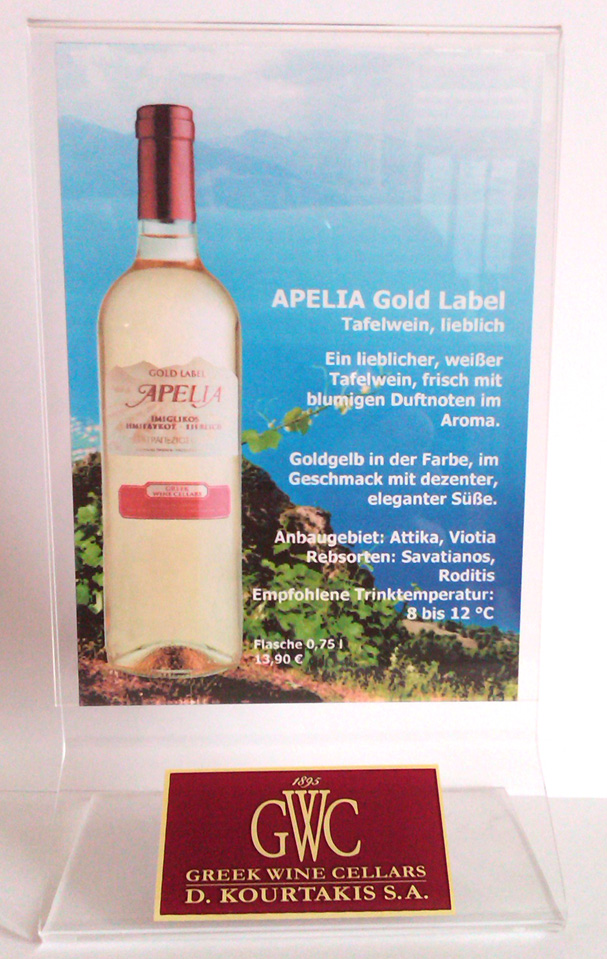 APELIA Gold Label
Tafelwein, lieblich
Ein lieblicher, weißer
Tafelwein, frisch mit
blumigen Duftnoten im
Aroma.
Goldgelb in der Farbe, im
Geschmack mit dezenter,
eleganter Süße.
Anbaugebiet: Attika, Viotia
Rebsorten: Savatianos,
Roditis
Empfohlene Trinktemperatur:
8 bis 12 °C
Flasche 0,75 l
13,90 €
GOLD LABEL
APELIA
IMIGLIKOS
GREEK
WINE CELLARS
1895
GWC
GREEK WINE CELLARS
D. KOURTAKIS S.A.